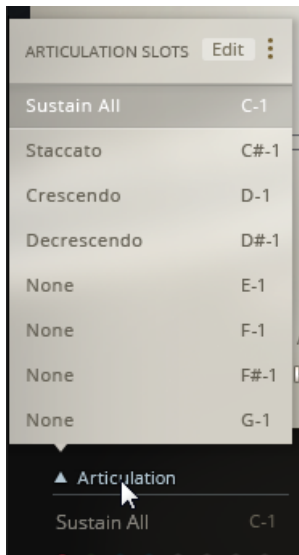 ARTICULATION SLOTS Edit
Sustain All C-1
Staccato C#-1
Crescendo D-1
Decrescendo D#-1
None E-1
None F-1
None F#-1
None G-1
Articulation
Sustain All C-1